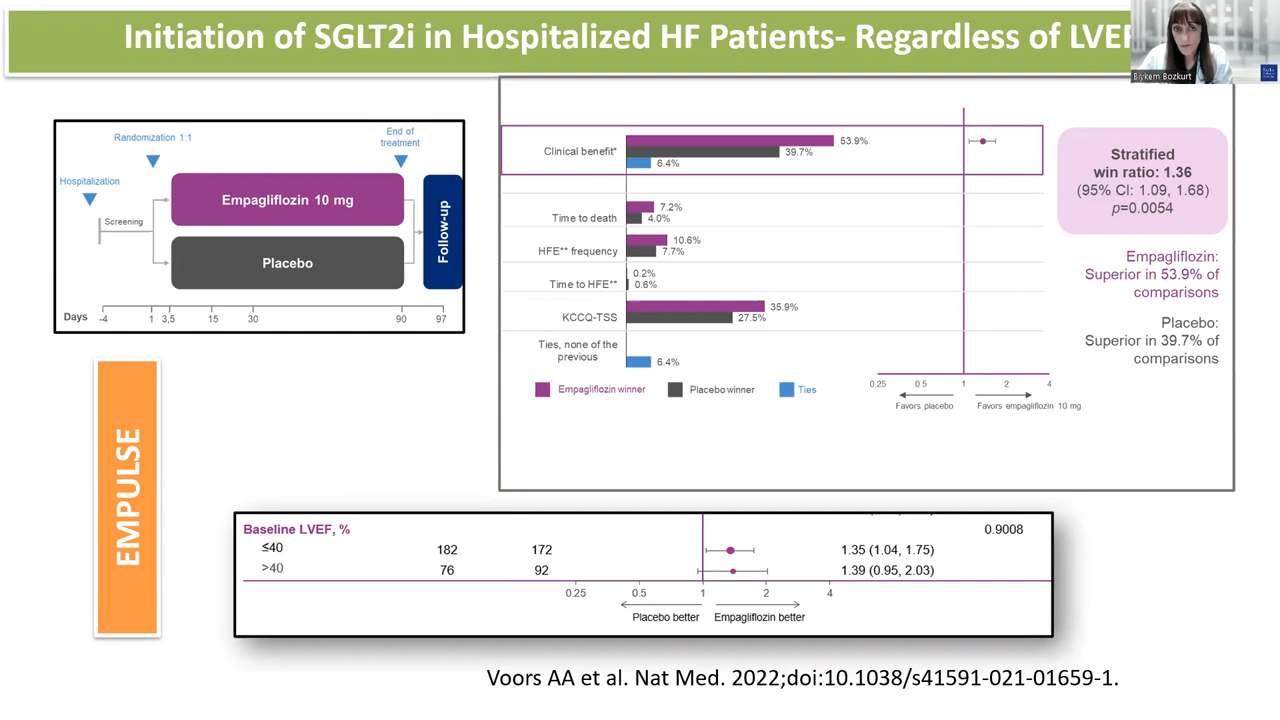 Initiation of SGLT2i in Hospitalized HF Patients- Regardless of LVEF
Biykem Bozkurt
Randomization 1:1
End of
treatment
Hospitalization
Screening
Empagliflozin 10 mg
Placebo
Follow-up
Days -4 1 3,5 15 30 90 97
Clinical benefit* 53.9%
39.7%
6.4%
Time to death 7.2%
4.0%
HFE** frequency 10.6%
7.7%
Time to HFE** 0.2%
0.6%
KCCQ-TSS 35.9%
27.5%
Ties, none of the
previous 6.4%
Empagliflozin winner Placebo winner Ties
0.25 0.5 1 2 4
Favors placebo Favors empagliflozin 10 mg
Stratified
win ratio: 1.36
(95% CI: 1.09, 1.68)
p=0.0054
Empagliflozin:
Superior in 53.9% of
comparisons
Placebo:
Superior in 39.7% of
comparisons
EMPULSE
Baseline LVEF, % 0.9008
≤40 182 172 1.35 (1.04, 1.75)
>40 76 92 1.39 (0.95, 2.03)
0.25 0.5 1 2 4
Placebo better Empagliflozin better
Voors AA et al. Nat Med. 2022;doi:10.1038/s41591-021-01659-1.